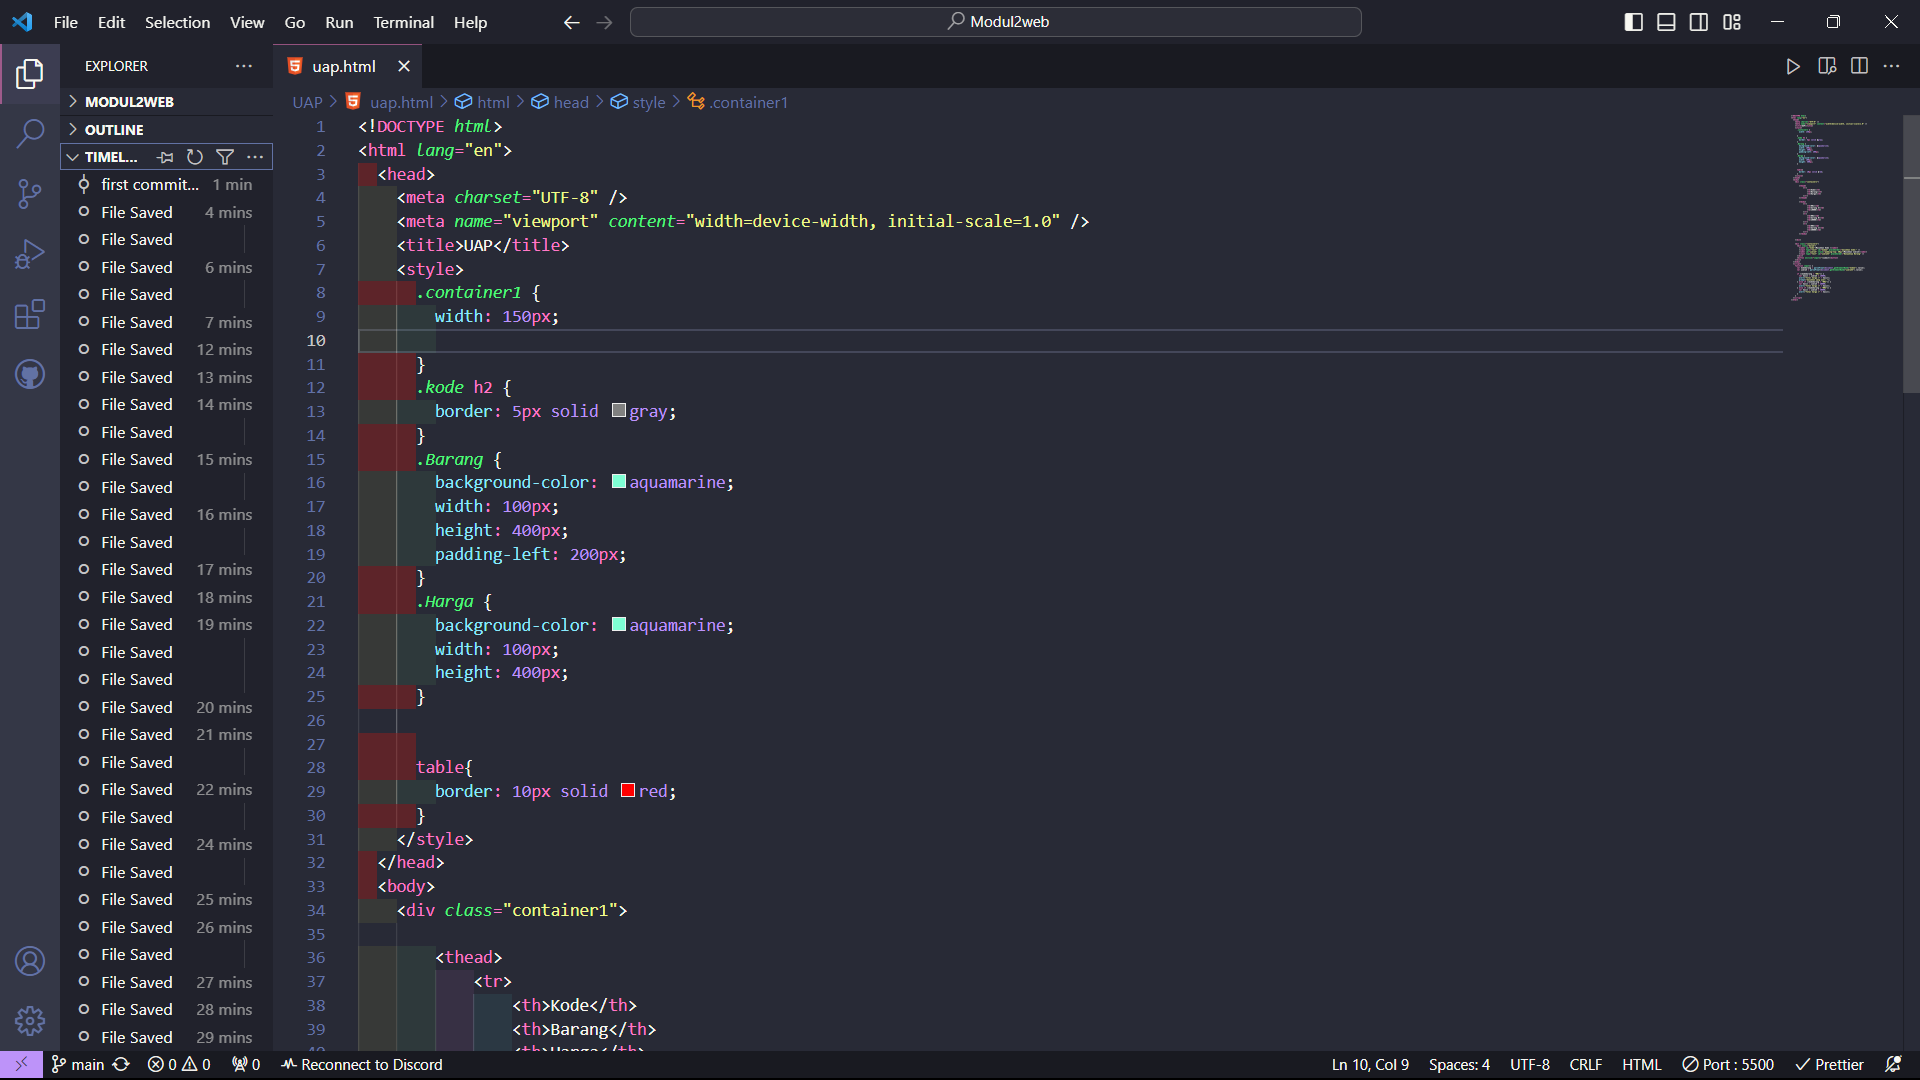 File Edit Selection View Go Run Terminal Help
Modul2web
EXPLORER
MODUL2WEB
OUTLINE
TIMEL...
first commit... 1 min
File Saved 4 mins
File Saved
File Saved 6 mins
File Saved
File Saved 7 mins
File Saved 12 mins
File Saved 13 mins
File Saved 14 mins
File Saved
File Saved 15 mins
File Saved
File Saved 16 mins
File Saved
File Saved 17 mins
File Saved 18 mins
File Saved 19 mins
File Saved
File Saved
File Saved 20 mins
File Saved 21 mins
File Saved
File Saved 22 mins
File Saved
File Saved 24 mins
File Saved
File Saved 25 mins
File Saved 26 mins
File Saved
File Saved 27 mins
File Saved 28 mins
File Saved 29 mins
uap.html
UAP > uap.html > html > head > style > .container1
1 <!DOCTYPE html>
2 <html lang="en">
3 <head>
4 <meta charset="UTF-8" />
5 <meta name="viewport" content="width=device-width, initial-scale=1.0" />
6 <title>UAP</title>
7 <style>
8 .container1 {
9 width: 150px;
10
11 }
12 .kode h2 {
13 border: 5px solid gray;
14 }
15 .Barang {
16 background-color: aquamarine;
17 width: 100px;
18 height: 400px;
19 padding-left: 200px;
20 }
21 .Harga {
22 background-color: aquamarine;
23 width: 100px;
24 height: 400px;
25 }
26
27
28 table{
29 border: 10px solid red;
30 }
31 </style>
32 </head>
33 <body>
34 <div class="container1">
35
36 <thead>
37 <tr>
38 <th>Kode</th>
39 <th>Barang</th>
main 0 0 0 Reconnect to Discord
Ln 10, Col 9 Spaces: 4 UTF-8 CRLF HTML Port : 5500 Prettier